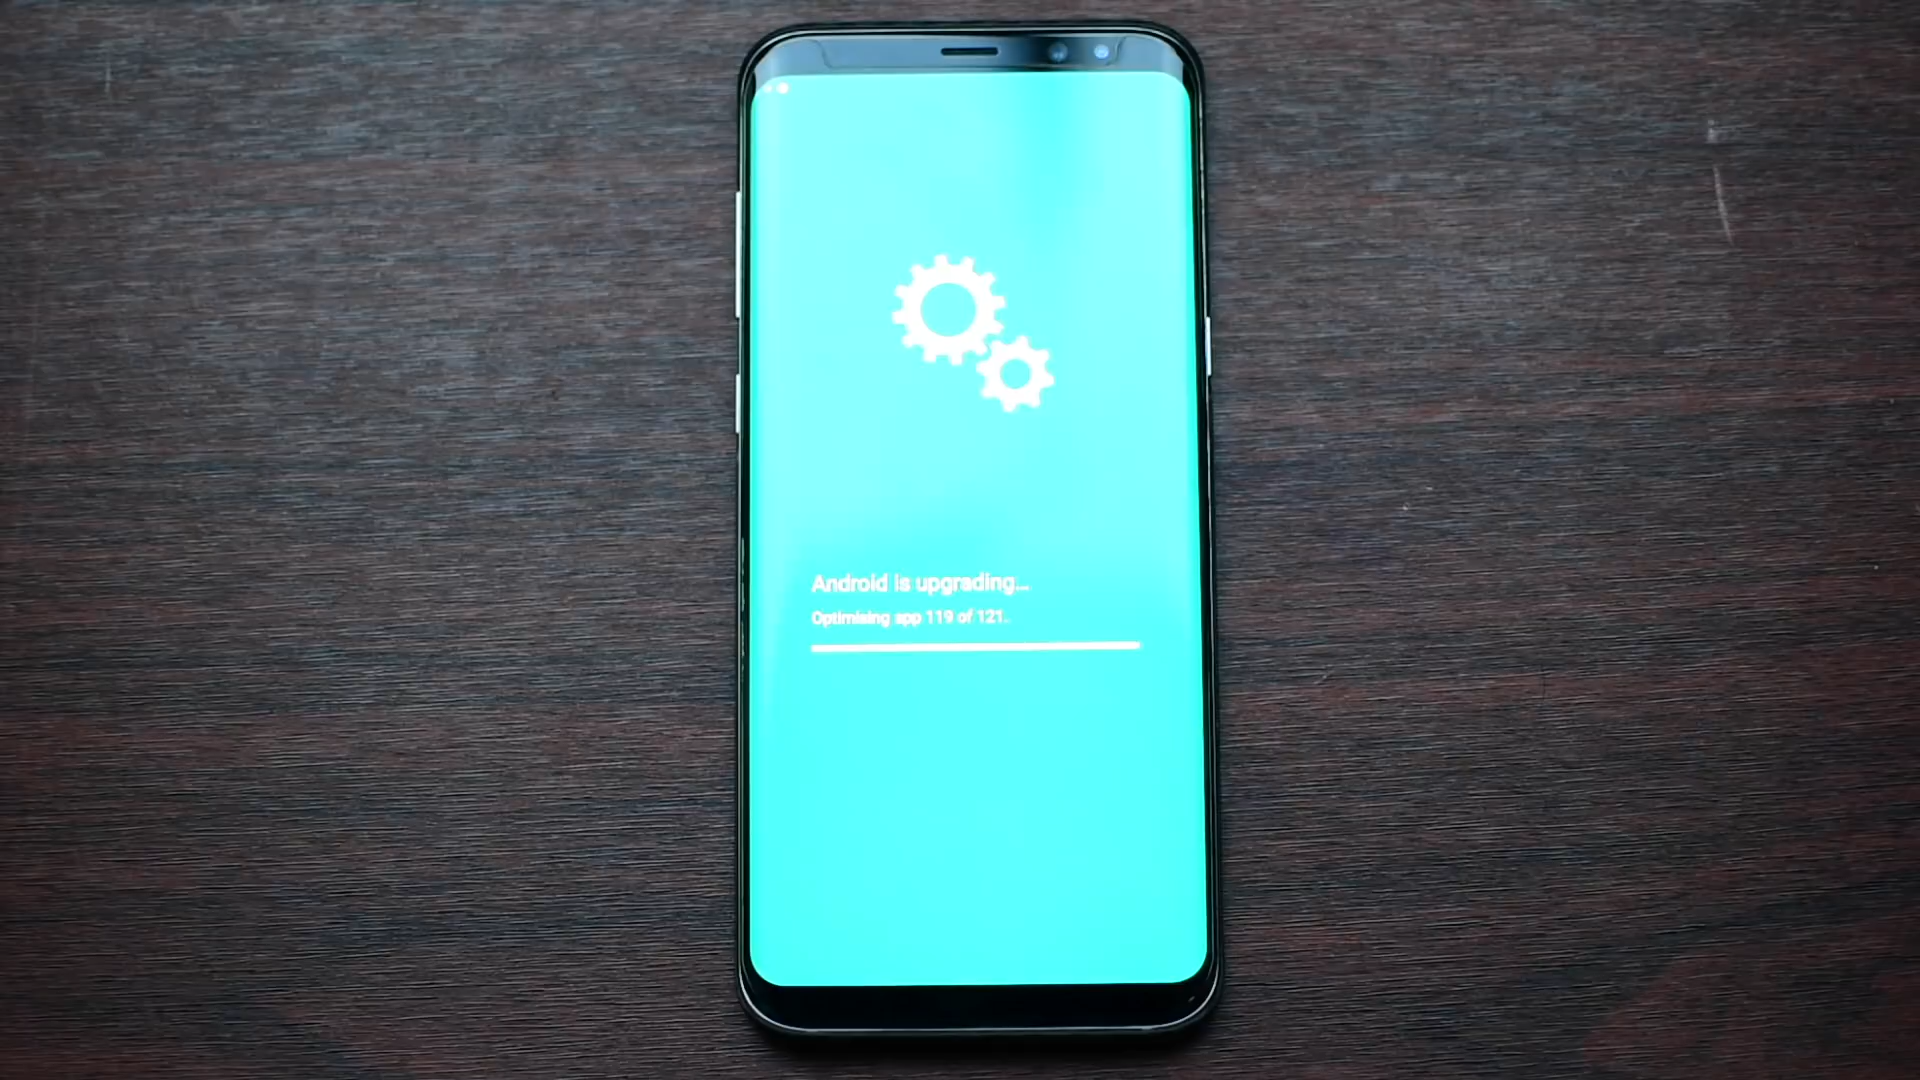 Android is upgrading...
Optimising app 119 of 121.